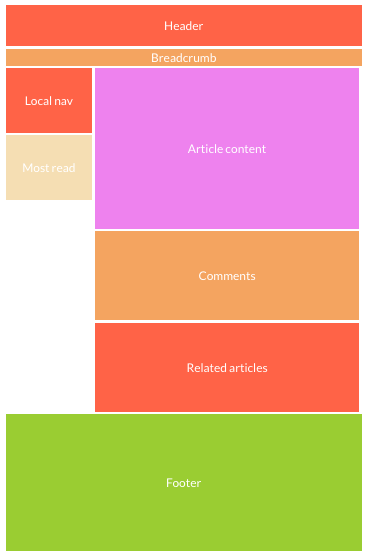 Header
Breadcrumb
Local nav
Article content
Most read
Comments
Related articles
Footer